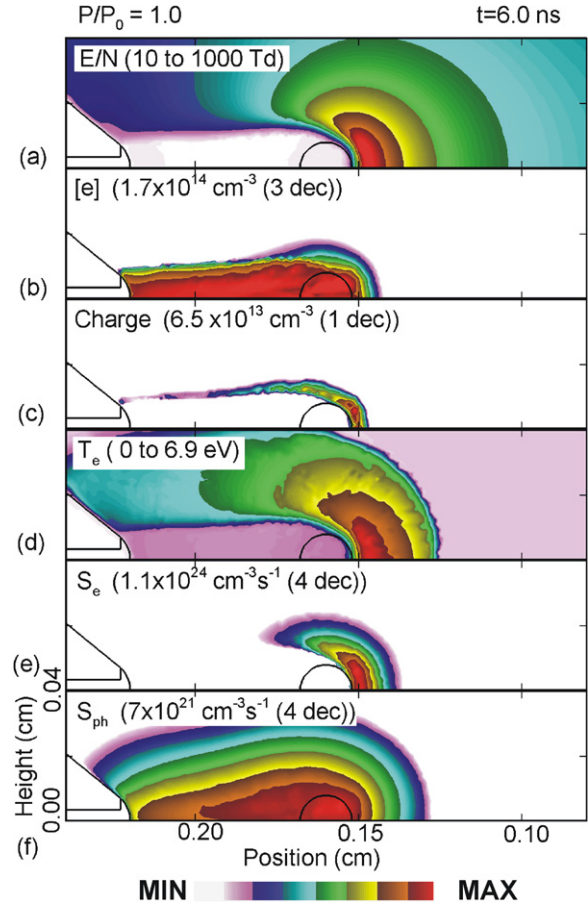 P/P₀ = 1.0 t=6.0 ns
E/N (10 to 1000 Td)
(a)
[e] (1.7x10¹⁴ cm⁻³ (3 dec))
(b)
Charge (6.5 x10¹³ cm⁻³ (1 dec))
(c)
Tₑ ( 0 to 6.9 eV)
(d)
Sₑ (1.1x10²⁴ cm⁻³s⁻¹ (4 dec))
(e)
S_ph (7x10²¹ cm⁻³s⁻¹ (4 dec))
(f)
Height (cm)
0.04
0.00
0.20 0.15 0.10
Position (cm)
MIN MAX